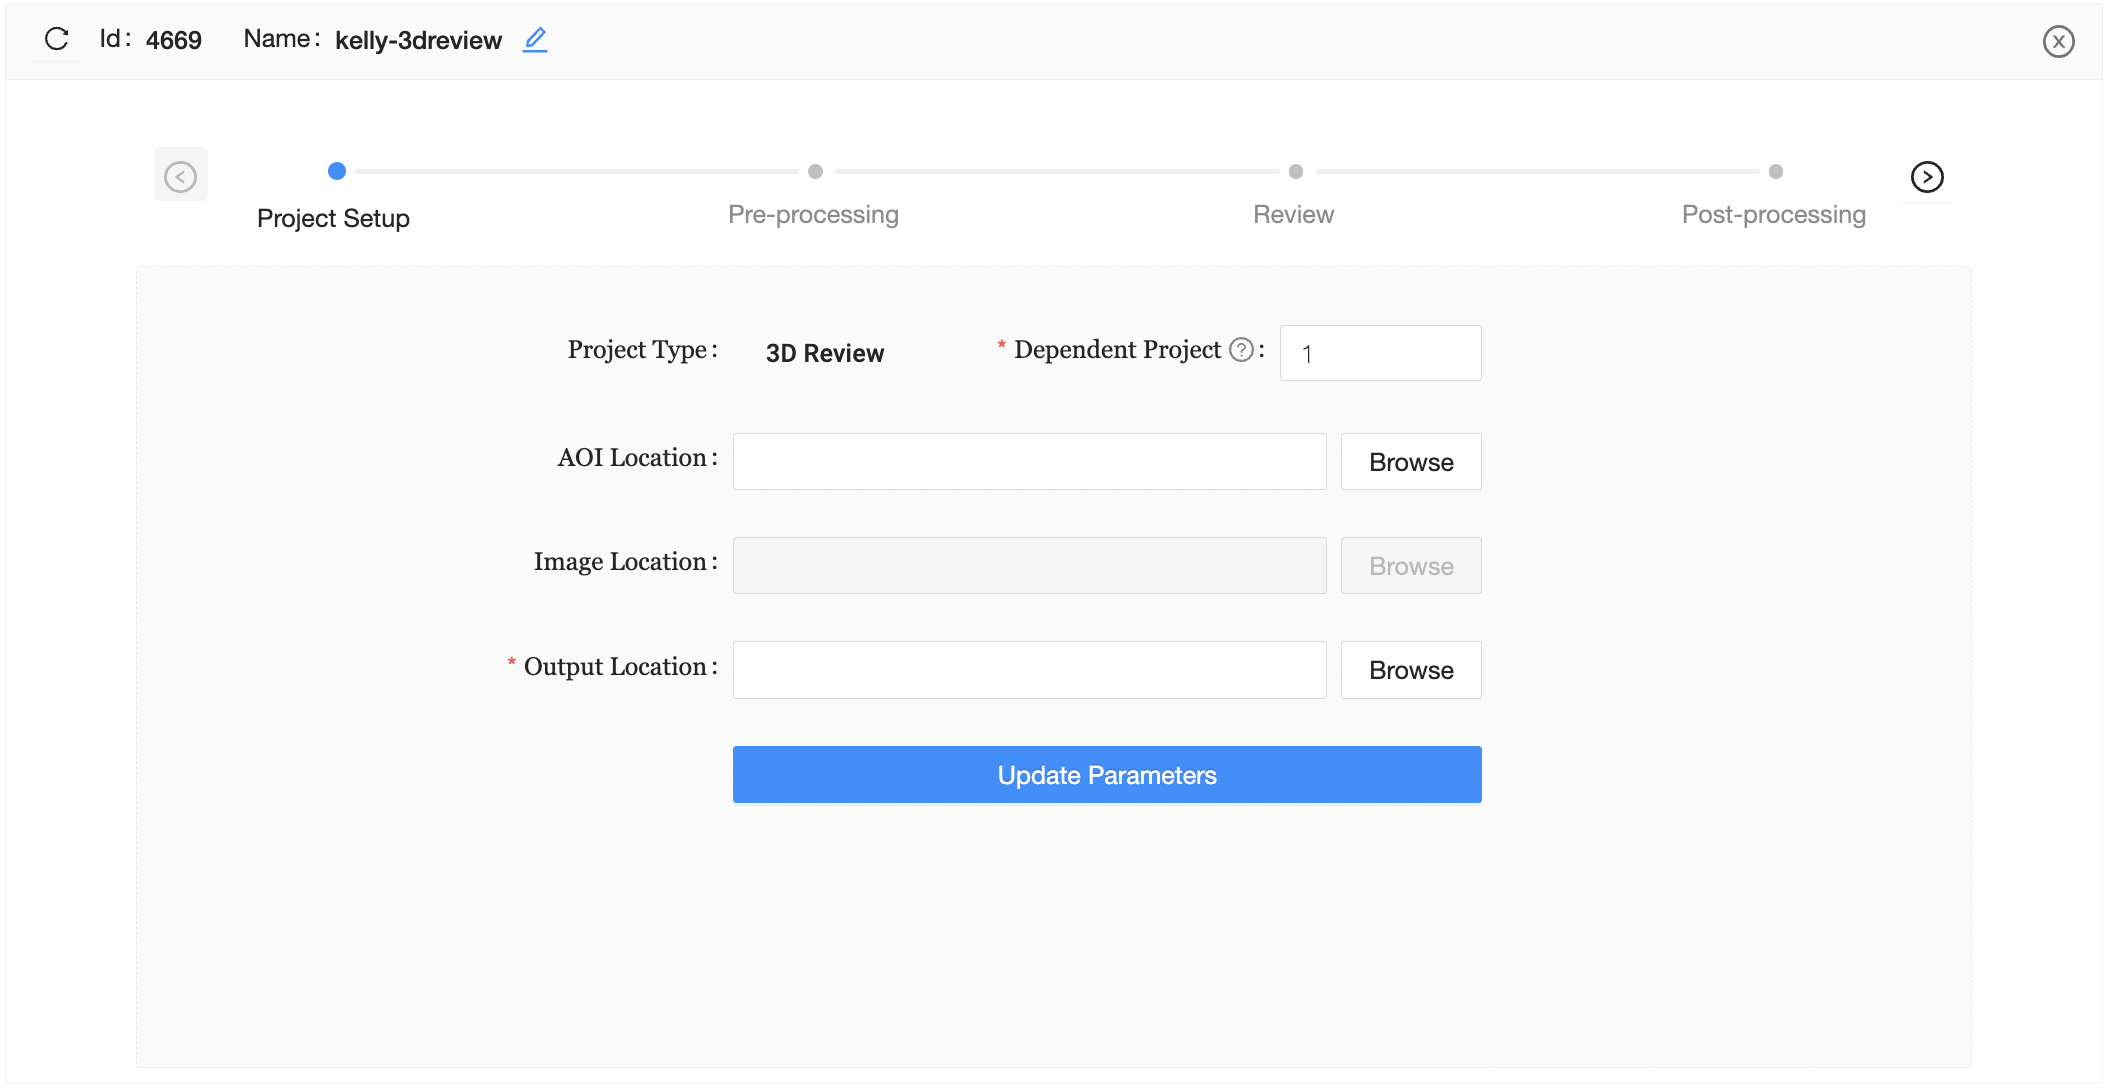 Id: 4669 Name: kelly-3dreview
Project Setup Pre-processing Review Post-processing
Project Type: 3D Review * Dependent Project ? : 1
AOI Location: Browse
Image Location: Browse
* Output Location: Browse
Update Parameters